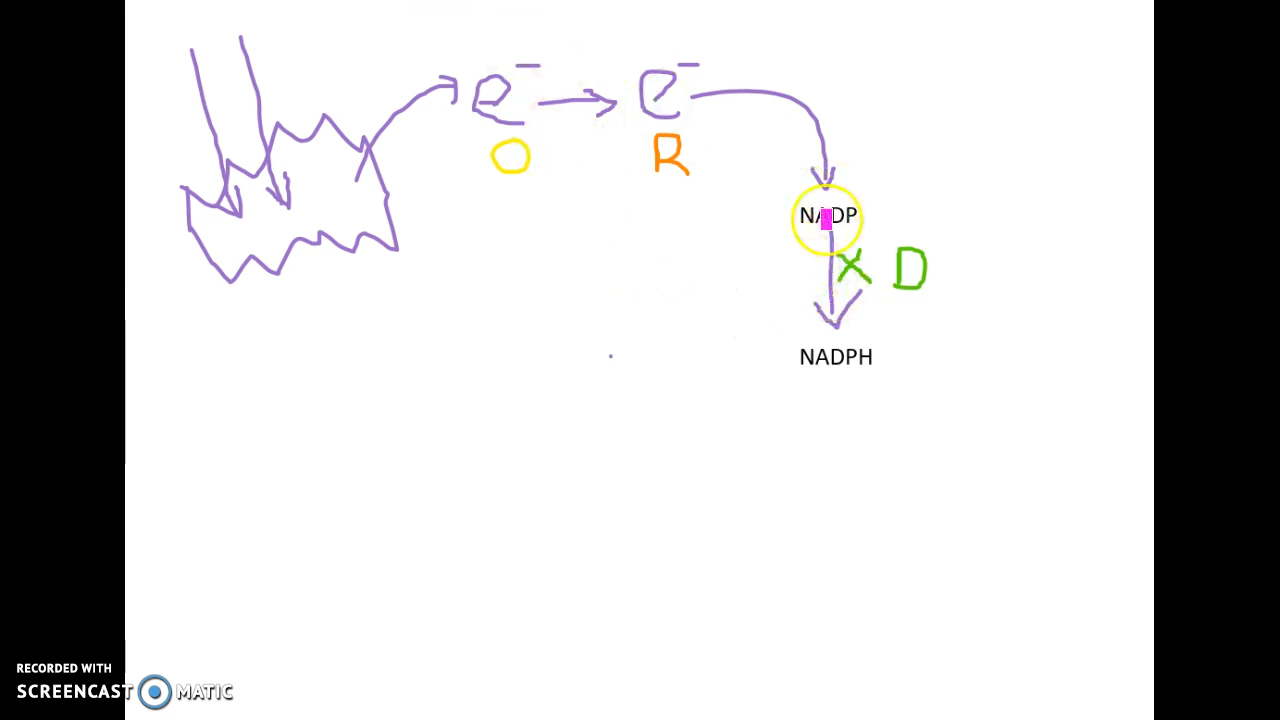 e⁻ → e⁻
O R
NADP
X D
NADPH
RECORDED WITH
SCREENCAST MATIC